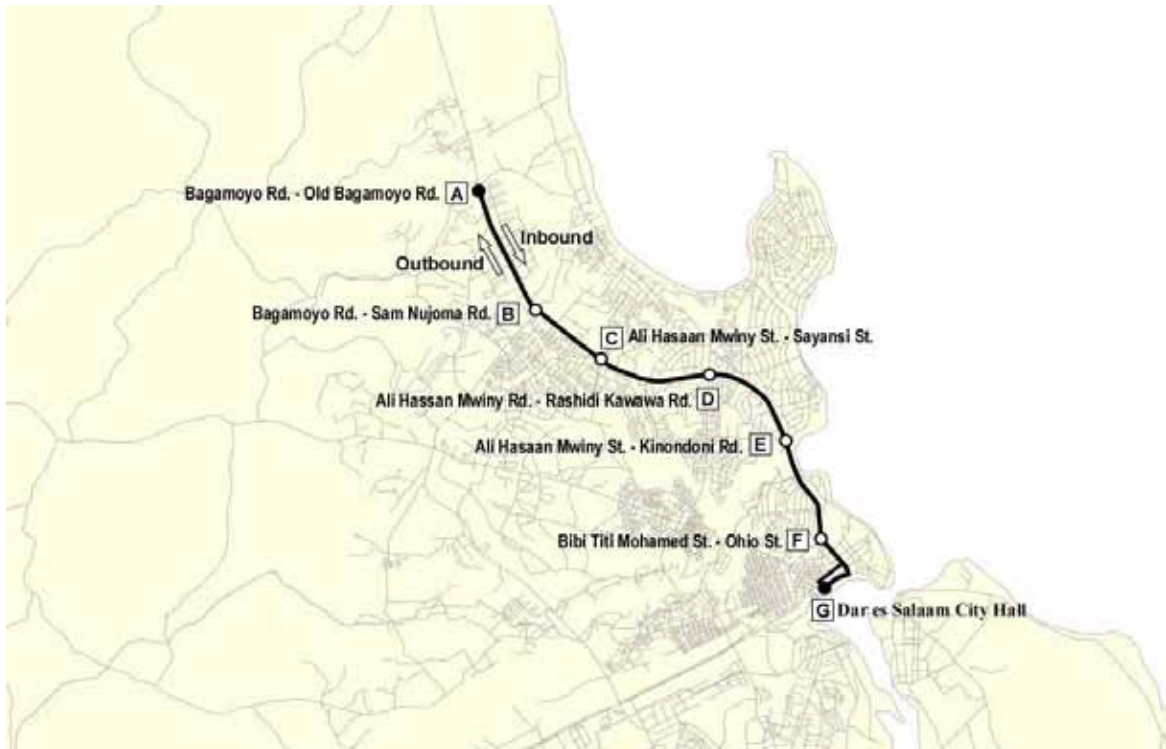 Bagamoyo Rd. - Old Bagamoyo Rd. A
Inbound
Outbound
Bagamoyo Rd. - Sam Nujoma Rd. B
C Ali Hasaan Mwiny St. - Sayansi St.
Ali Hassan Mwiny Rd. - Rashidi Kawawa Rd. D
Ali Hasaan Mwiny St. - Kinondoni Rd. E
Bibi Titi Mohamed St. - Ohio St. F
G Dar es Salaam City Hall